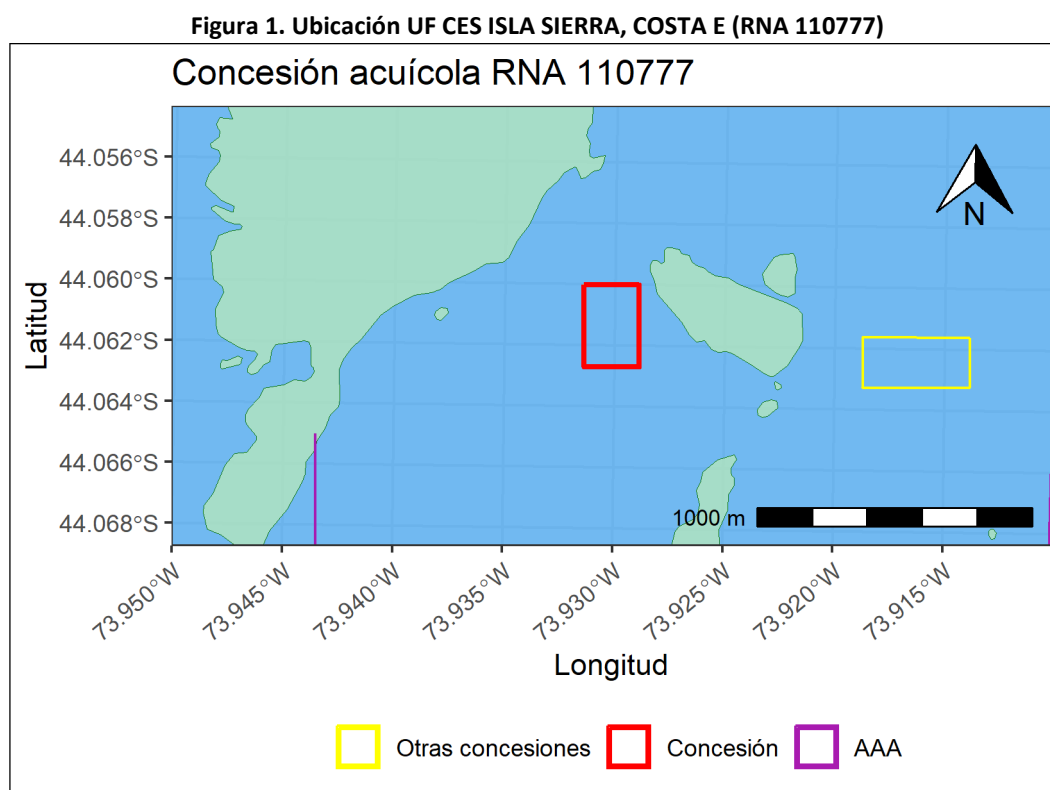 Figura 1. Ubicación UF CES ISLA SIERRA, COSTA E (RNA 110777)
Concesión acuícola RNA 110777
44.056°S
44.058°S
44.060°S
44.062°S
44.064°S
44.066°S
44.068°S
Latitud
N
1000 m
73.950°W
73.945°W
73.940°W
73.935°W
73.930°W
73.925°W
73.920°W
73.915°W
Longitud
Otras concesiones
Concesión
AAA